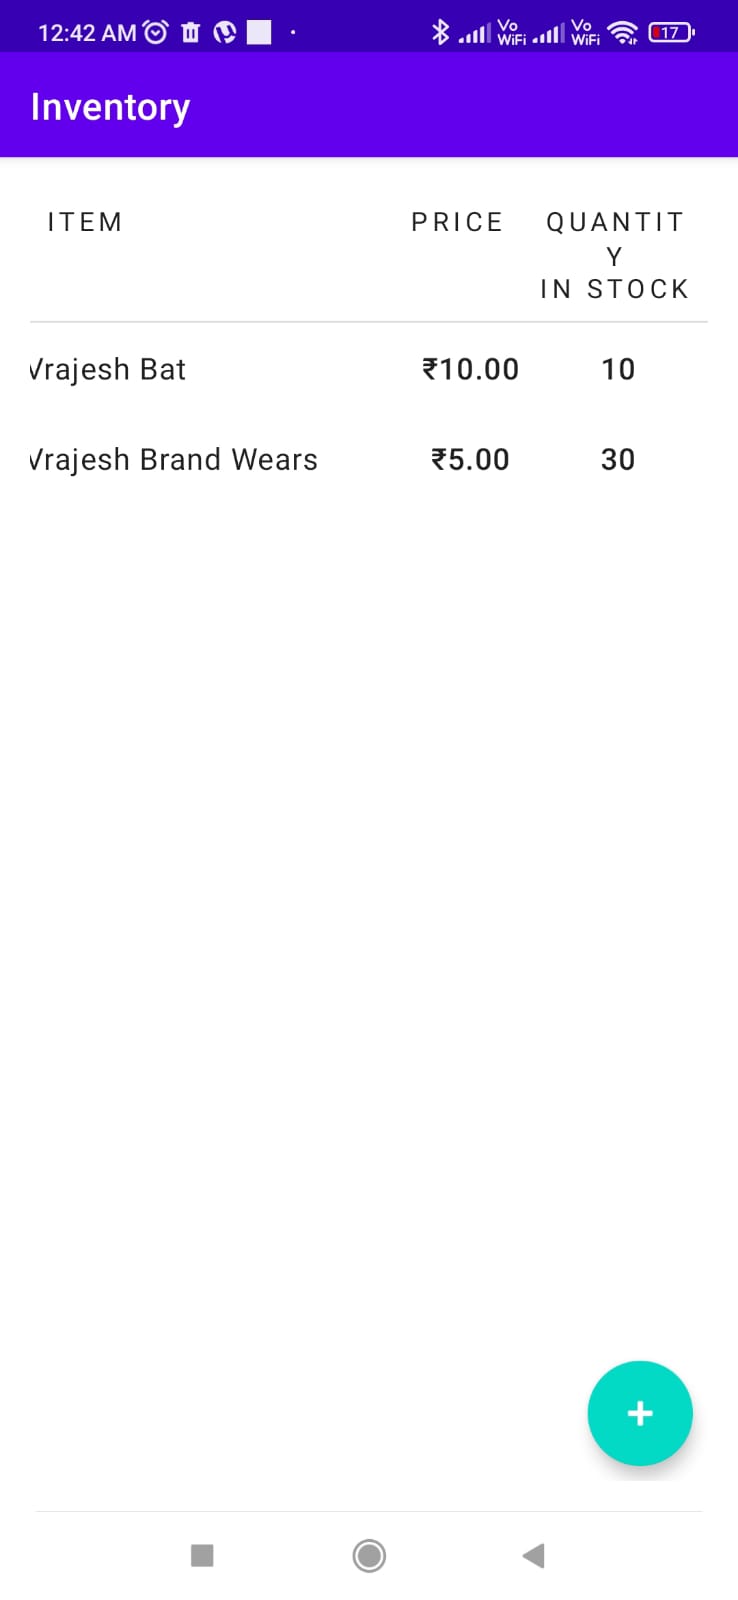 12:42 AM Vo WiFi Vo WiFi 17
Inventory
ITEM PRICE QUANTIT
Y
IN STOCK
Vrajesh Bat ₹10.00 10
Vrajesh Brand Wears ₹5.00 30
+